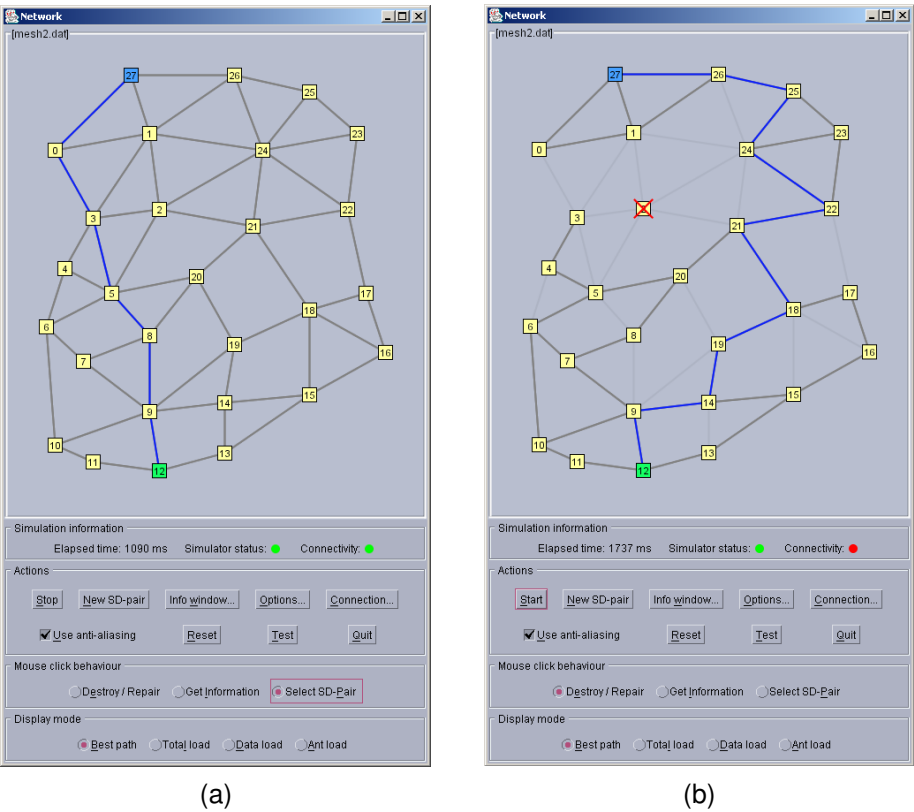 Network
[mesh2.dat]
27
26
25
1
23
0
24
2
22
3
21
4
20
5
17
18
6
8
19
7
16
15
14
9
10
13
11
12
Simulation information
Elapsed time: 1090 ms Simulator status: Connectivity:
Actions
Stop New SD-pair Info window... Options... Connection...
Use anti-aliasing Reset Test Quit
Mouse click behaviour
Destroy / Repair Get Information Select SD-Pair
Display mode
Best path Total load Data load Ant load
(a)
Network
[mesh2.dat]
27
26
25
1
23
0
24
22
3
21
4
20
5
17
18
6
8
19
7
16
15
14
9
10
13
11
12
Simulation information
Elapsed time: 1737 ms Simulator status: Connectivity:
Actions
Start New SD-pair Info window... Options... Connection...
Use anti-aliasing Reset Test Quit
Mouse click behaviour
Destroy / Repair Get Information Select SD-Pair
Display mode
Best path Total load Data load Ant load
(b)